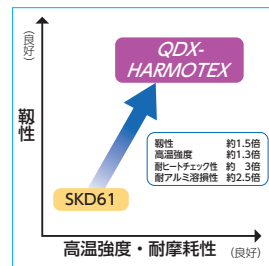 (良好)
QDX-
HARMOTEX
靱性
靱性 約1.5倍
高温強度 約1.3倍
耐ヒートチェック性 約 3倍
耐アルミ溶損性 約2.5倍
SKD61
高温強度・耐摩耗性 (良好)